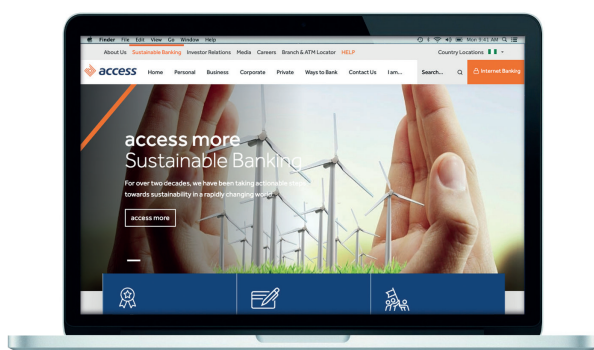 Finder File Edit View Go Window Help Mon 9:41 AM
About Us Sustainable Banking Investor Relations Media Careers Branch & ATM Locator HELP Country Locations
access Home Personal Business Corporate Private Ways to Bank Contact Us I am... Search... Internet Banking
access more
Sustainable Banking
For over two decades, we have been taking actionable steps
towards sustainability in a rapidly changing world
access more